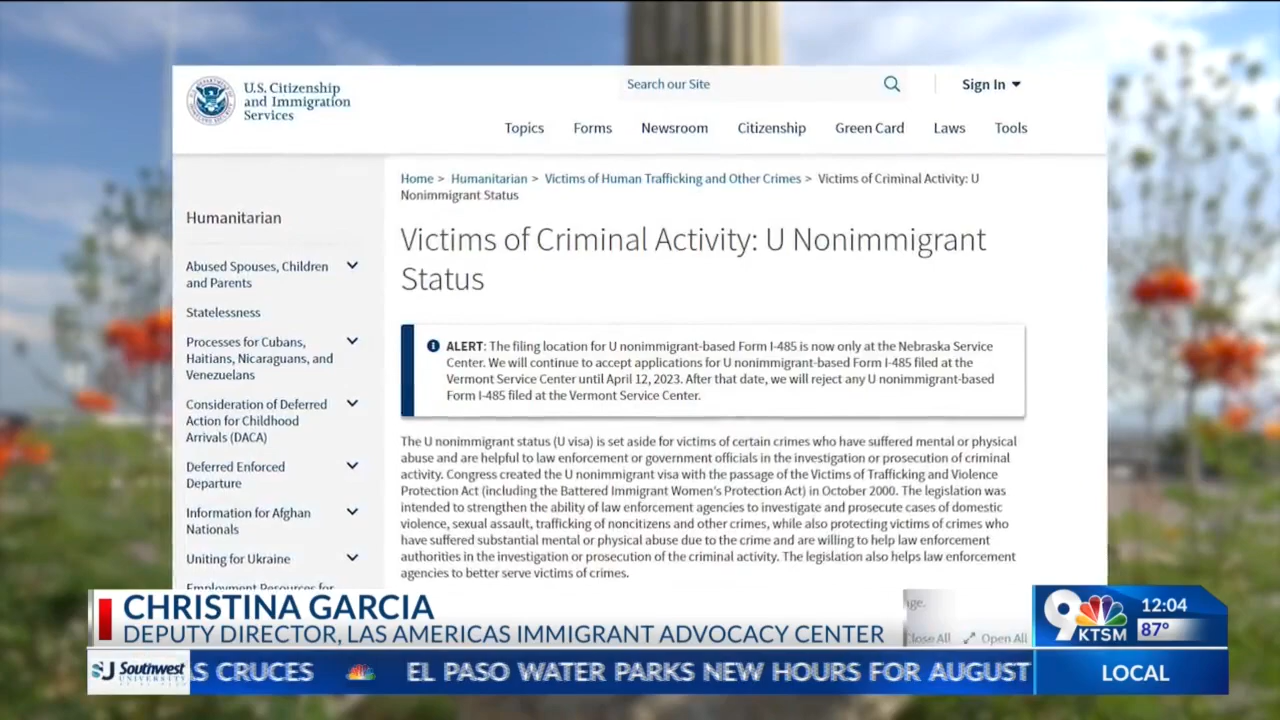 U.S. Citizenship
and Immigration
Services
Search our Site
Sign In
Topics Forms Newsroom Citizenship Green Card Laws Tools
Home > Humanitarian > Victims of Human Trafficking and Other Crimes > Victims of Criminal Activity: U
Nonimmigrant Status
Humanitarian
Abused Spouses, Children
and Parents
Statelessness
Processes for Cubans,
Haitians, Nicaraguans, and
Venezuelans
Consideration of Deferred
Action for Childhood
Arrivals (DACA)
Deferred Enforced
Departure
Information for Afghan
Nationals
Uniting for Ukraine
Employment Resources for
Victims of Criminal Activity: U Nonimmigrant
Status
ALERT: The filing location for U nonimmigrant-based Form I-485 is now only at the Nebraska Service
Center. We will continue to accept applications for U nonimmigrant-based Form I-485 filed at the
Vermont Service Center until April 12, 2023. After that date, we will reject any U nonimmigrant-based
Form I-485 filed at the Vermont Service Center.
The U nonimmigrant status (U visa) is set aside for victims of certain crimes who have suffered mental or physical
abuse and are helpful to law enforcement or government officials in the investigation or prosecution of criminal
activity. Congress created the U nonimmigrant visa with the passage of the Victims of Trafficking and Violence
Protection Act (including the Battered Immigrant Women's Protection Act) in October 2000. The legislation was
intended to strengthen the ability of law enforcement agencies to investigate and prosecute cases of domestic
violence, sexual assault, trafficking of noncitizens and other crimes, while also protecting victims of crimes who
have suffered substantial mental or physical abuse due to the crime and are willing to help law enforcement
authorities in the investigation or prosecution of the criminal activity. The legislation also helps law enforcement
agencies to better serve victims of crimes.
ge.
Close All Open All
CHRISTINA GARCIA
DEPUTY DIRECTOR, LAS AMERICAS IMMIGRANT ADVOCACY CENTER
9
KTSM
12:04
87°
SU Southwest
UNIVERSITY
S CRUCES EL PASO WATER PARKS NEW HOURS FOR AUGUST
LOCAL